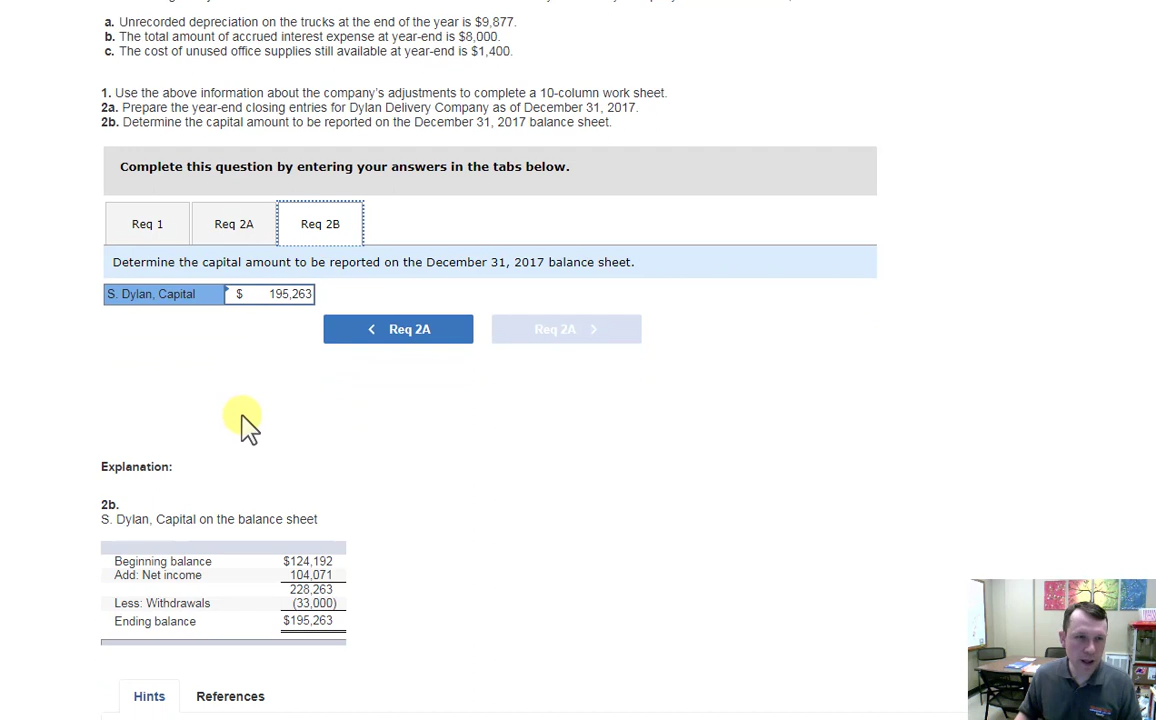 a. Unrecorded depreciation on the trucks at the end of the year is $9,877.
b. The total amount of accrued interest expense at year-end is $8,000.
c. The cost of unused office supplies still available at year-end is $1,400.
1. Use the above information about the company's adjustments to complete a 10-column work sheet.
2a. Prepare the year-end closing entries for Dylan Delivery Company as of December 31, 2017.
2b. Determine the capital amount to be reported on the December 31, 2017 balance sheet.
Complete this question by entering your answers in the tabs below.
Req 1 Req 2A Req 2B
Determine the capital amount to be reported on the December 31, 2017 balance sheet.
S. Dylan, Capital $ 195,263
< Req 2A Req 2A >
Explanation:
2b.
S. Dylan, Capital on the balance sheet
Beginning balance $124,192
Add: Net income 104,071
228,263
Less: Withdrawals (33,000)
Ending balance $195,263
Hints References